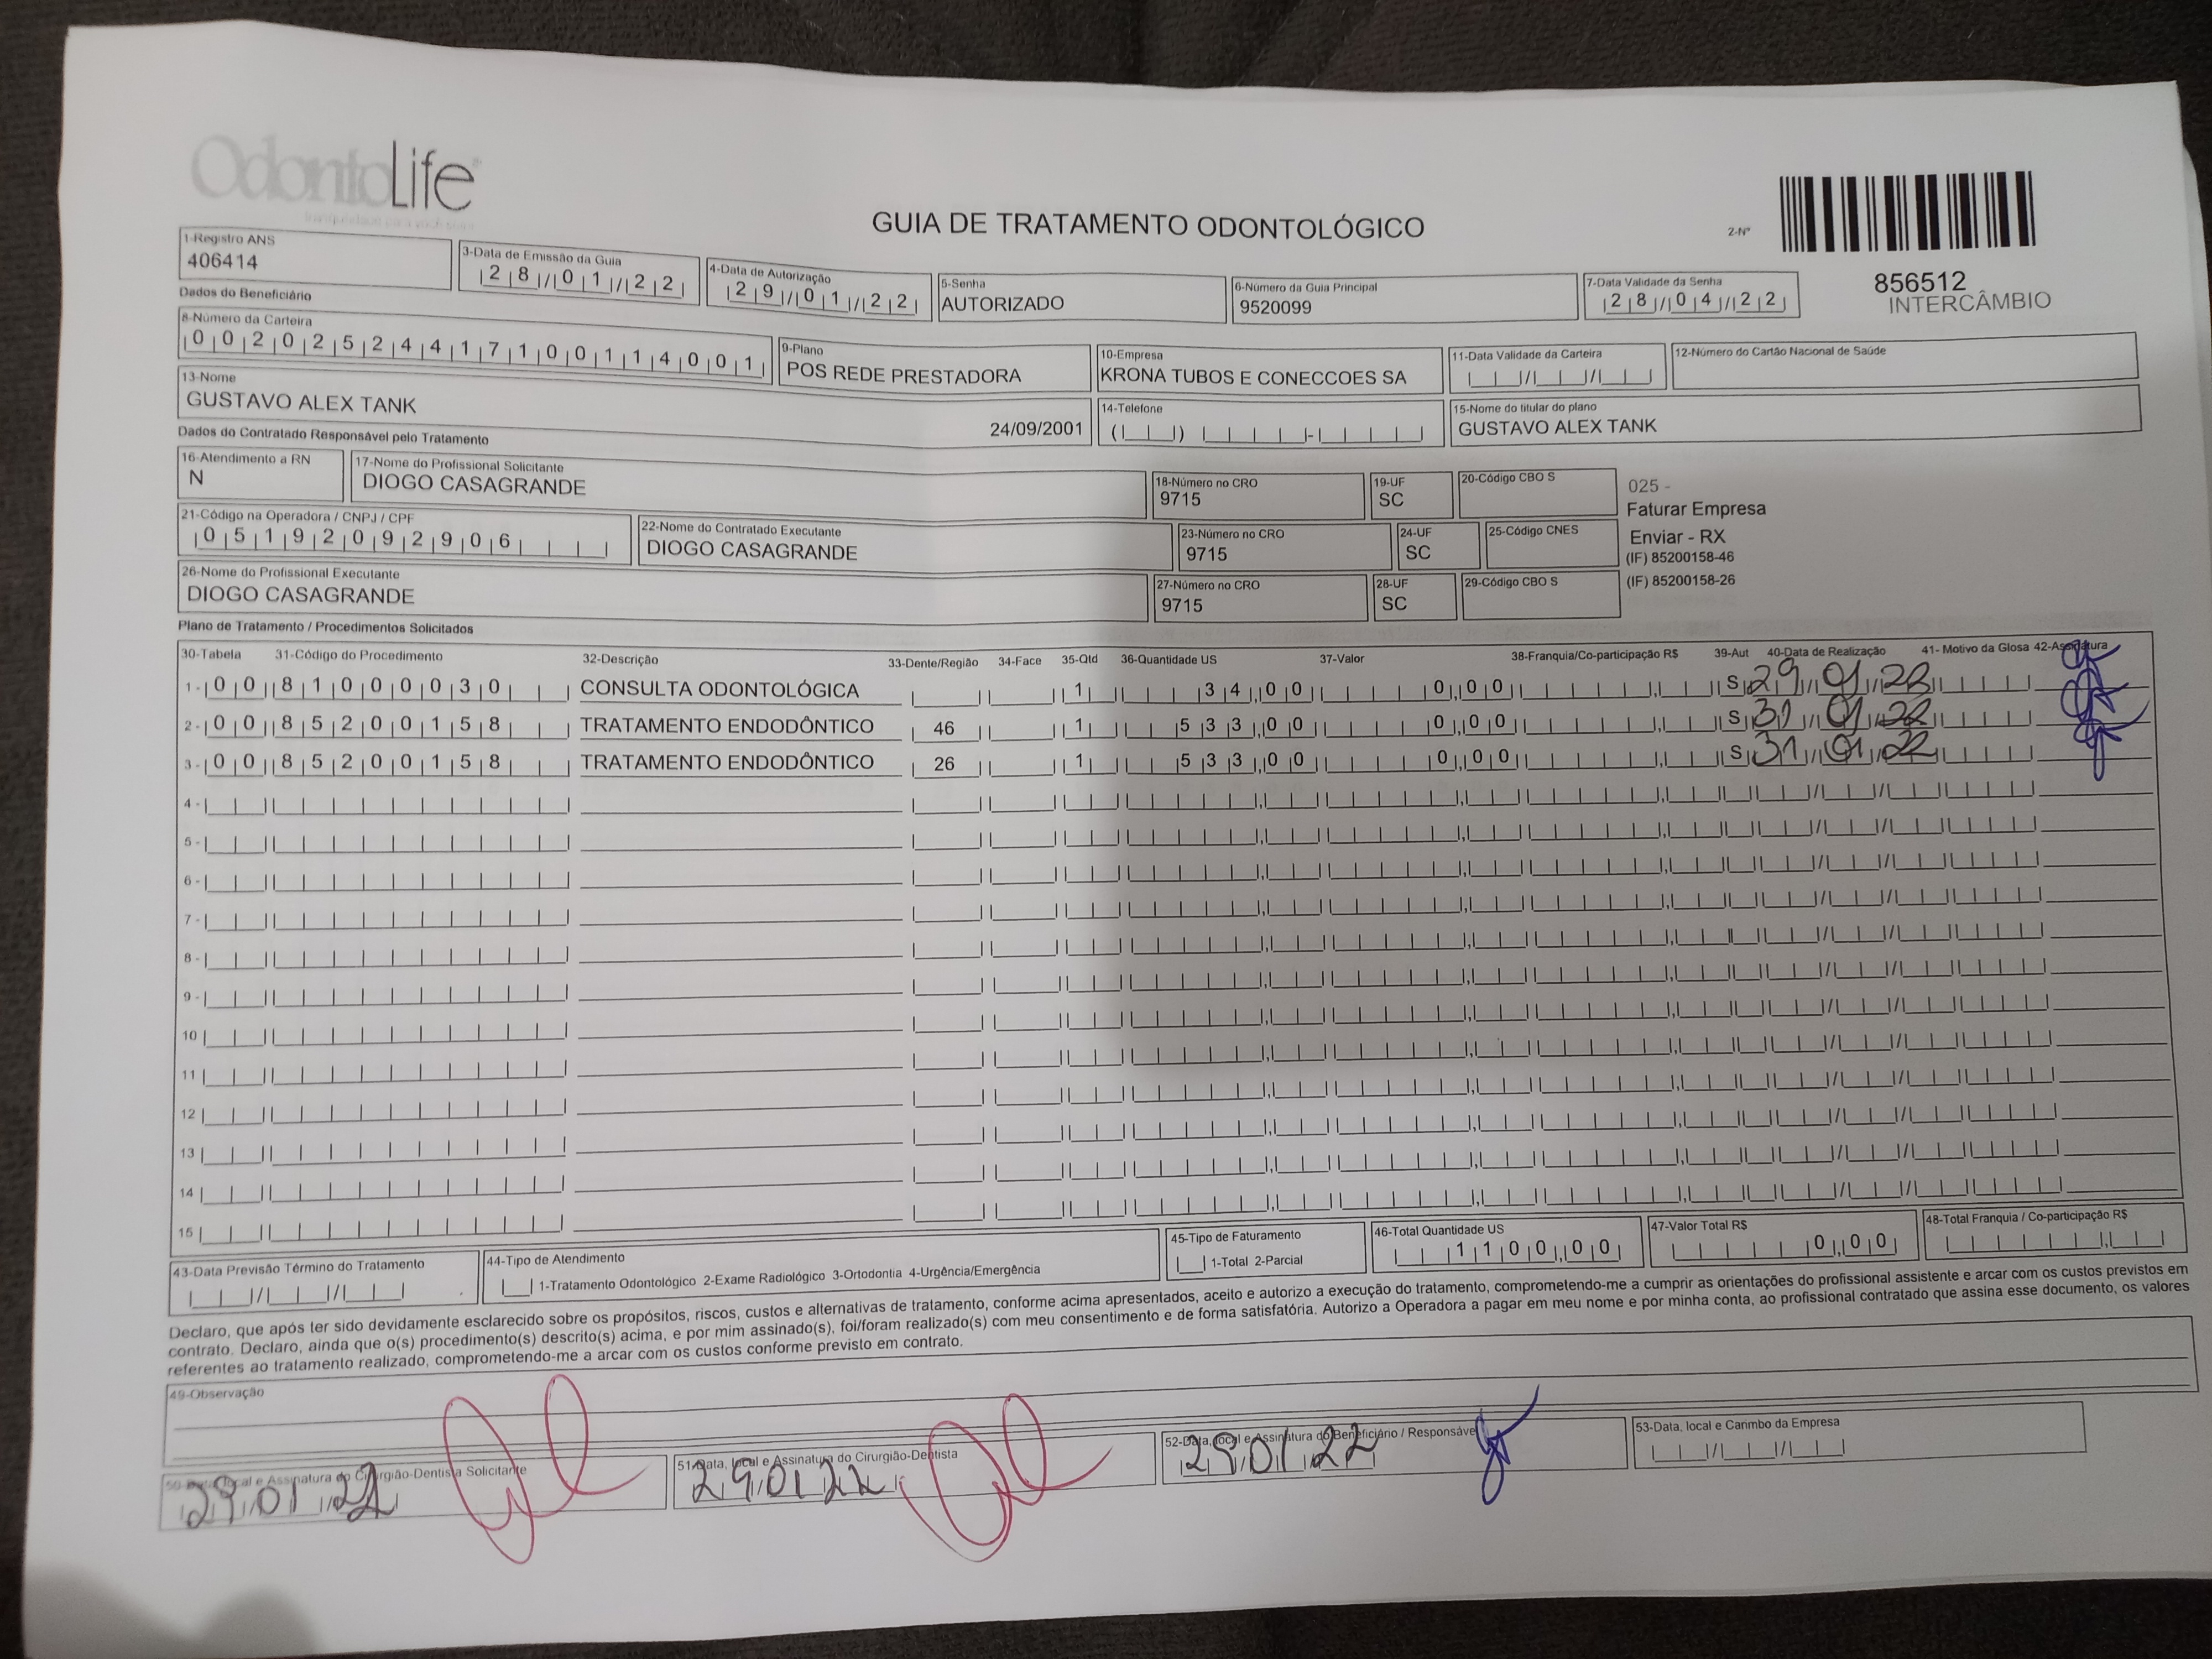 OdontoLife
GUIA DE TRATAMENTO ODONTOLÓGICO
2-Nº
856512
INTERCÂMBIO
1-Registro ANS
406414
3-Data de Emissão da Guia
28/01/22
4-Data de Autorização
29/01/22
5-Senha
AUTORIZADO
6-Número da Guia Principal
9520099
7-Data Validade da Senha
28/04/22
Dados do Beneficiário
8-Número da Carteira
00202524417100114001
9-Plano
POS REDE PRESTADORA
10-Empresa
KRONA TUBOS E CONECCOES SA
11-Data Validade da Carteira
12-Número do Cartão Nacional de Saúde
13-Nome
GUSTAVO ALEX TANK
24/09/2001
14-Telefone
15-Nome do titular do plano
GUSTAVO ALEX TANK
Dados do Contratado Responsável pelo Tratamento
16-Atendimento a RN
N
17-Nome do Profissional Solicitante
DIOGO CASAGRANDE
18-Número no CRO
9715
19-UF
SC
20-Código CBO S
025 -
Faturar Empresa
Enviar - RX
(IF) 85200158-46
(IF) 85200158-26
21-Código na Operadora / CNPJ / CPF
05192092906
22-Nome do Contratado Executante
DIOGO CASAGRANDE
23-Número no CRO
9715
24-UF
SC
25-Código CNES
26-Nome do Profissional Executante
DIOGO CASAGRANDE
27-Número no CRO
9715
28-UF
SC
29-Código CBO S
Plano de Tratamento / Procedimentos Solicitados
30-Tabela 31-Código do Procedimento 32-Descrição 33-Dente/Região 34-Face 35-Qtd 36-Quantidade US 37-Valor 38-Franquia/Co-participação R$ 39-Aut 40-Data de Realização 41- Motivo da Glosa 42-Assinatura
1- 00 81000030 CONSULTA ODONTOLÓGICA 1 34,00 0,00 S 29/01/22
2- 00 85200158 TRATAMENTO ENDODÔNTICO 46 1 533,00 0,00 S 31/01/22
3- 00 85200158 TRATAMENTO ENDODÔNTICO 26 1 533,00 0,00 S 31/01/22
4-
5-
6-
7-
8-
9-
10
11
12
13
14
15
43-Data Previsão Término do Tratamento
44-Tipo de Atendimento
1-Tratamento Odontológico 2-Exame Radiológico 3-Ortodontia 4-Urgência/Emergência
45-Tipo de Faturamento
1-Total 2-Parcial
46-Total Quantidade US
1100,00
47-Valor Total R$
0,00
48-Total Franquia / Co-participação R$
Declaro, que após ter sido devidamente esclarecido sobre os propósitos, riscos, custos e alternativas de tratamento, conforme acima apresentados, aceito e autorizo a execução do tratamento, comprometendo-me a cumprir as orientações do profissional assistente e arcar com os custos previstos em
contrato. Declaro, ainda que o(s) procedimento(s) descrito(s) acima, e por mim assinado(s), foi/foram realizado(s) com meu consentimento e de forma satisfatória. Autorizo a Operadora a pagar em meu nome e por minha conta, ao profissional contratado que assina esse documento, os valores
referentes ao tratamento realizado, comprometendo-me a arcar com os custos conforme previsto em contrato.
49-Observação
50-Data, local e Assinatura do Cirurgião-Dentista Solicitante
29/01/22
51-Data, local e Assinatura do Cirurgião-Dentista
29/01/22
52-Data, local e Assinatura do Beneficiário / Responsável
29/01/22
53-Data, local e Carimbo da Empresa